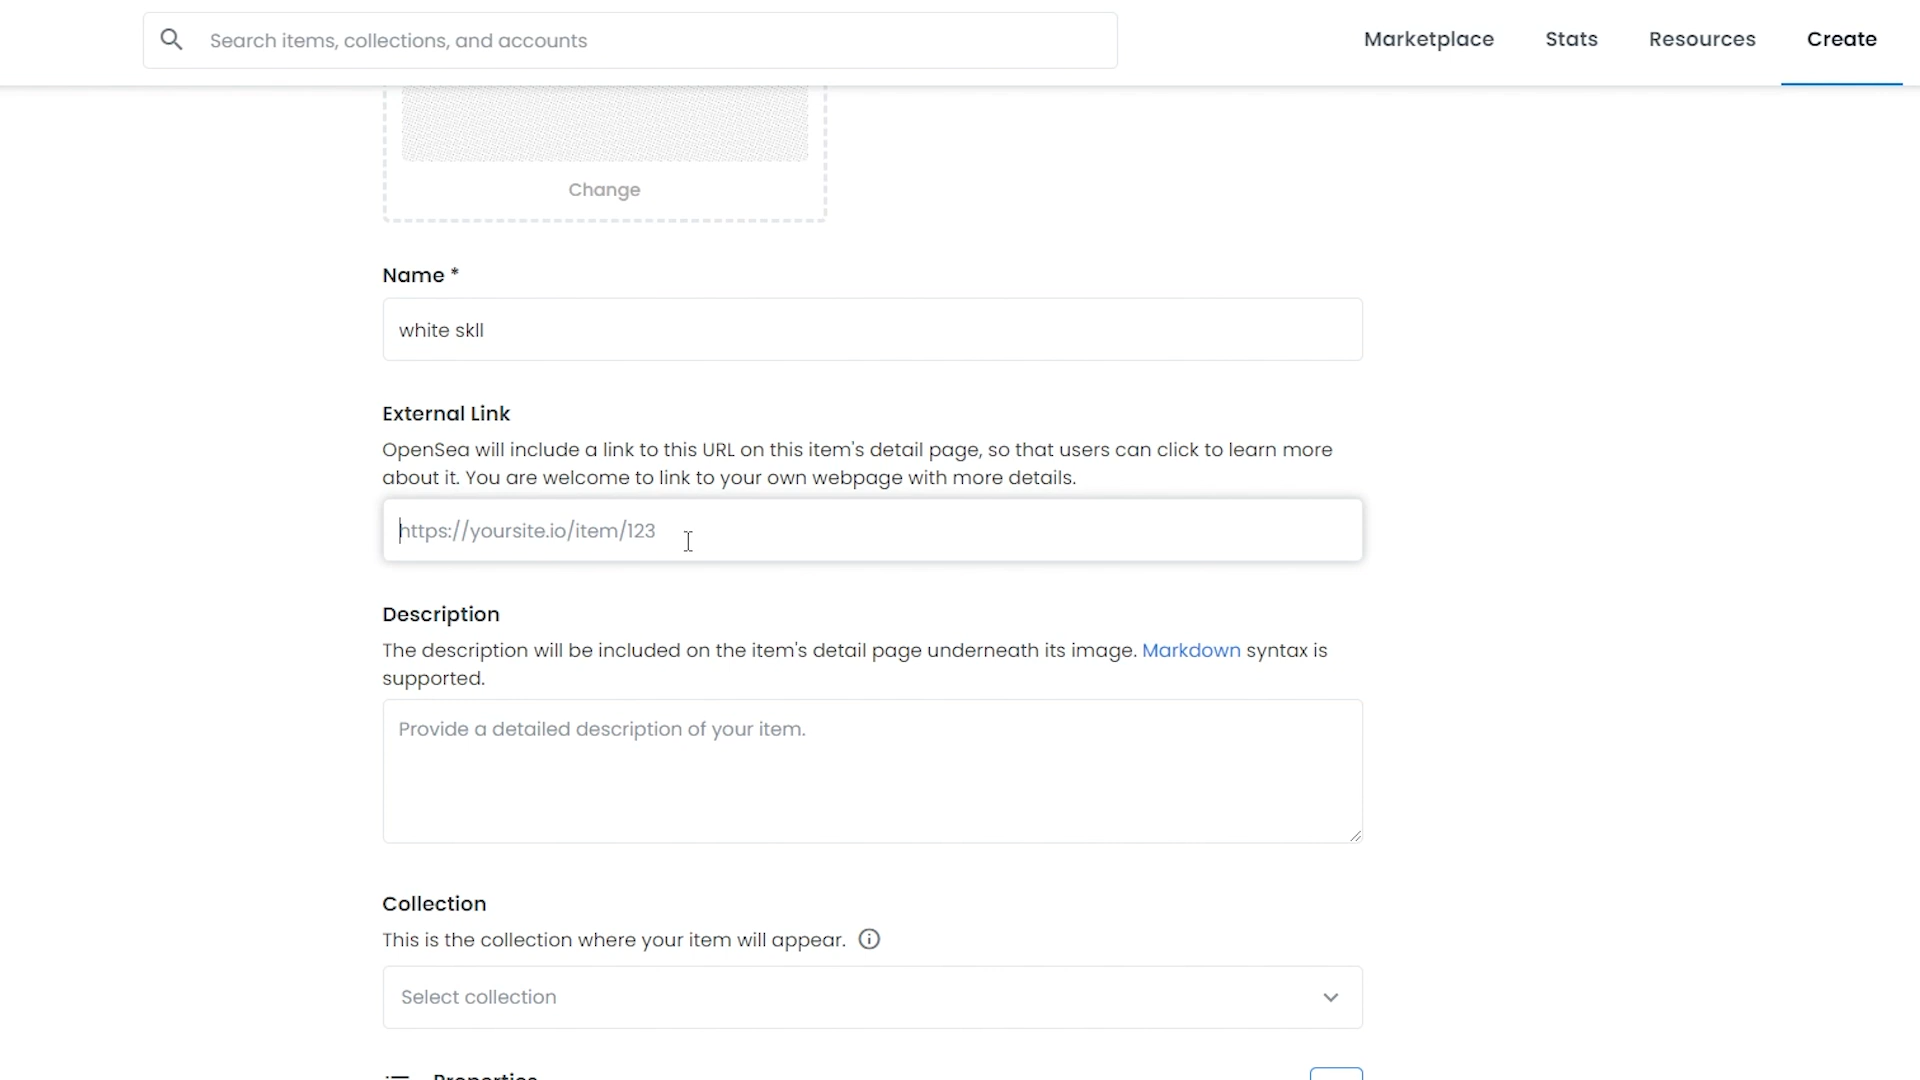 Search items, collections, and accounts
Marketplace
Stats
Resources
Create
Change
Name *
white skll
External Link
OpenSea will include a link to this URL on this item's detail page, so that users can click to learn more
about it. You are welcome to link to your own webpage with more details.
https://yoursite.io/item/123
Description
The description will be included on the item's detail page underneath its image. Markdown syntax is
supported.
Provide a detailed description of your item.
Collection
This is the collection where your item will appear.
Select collection
Properties